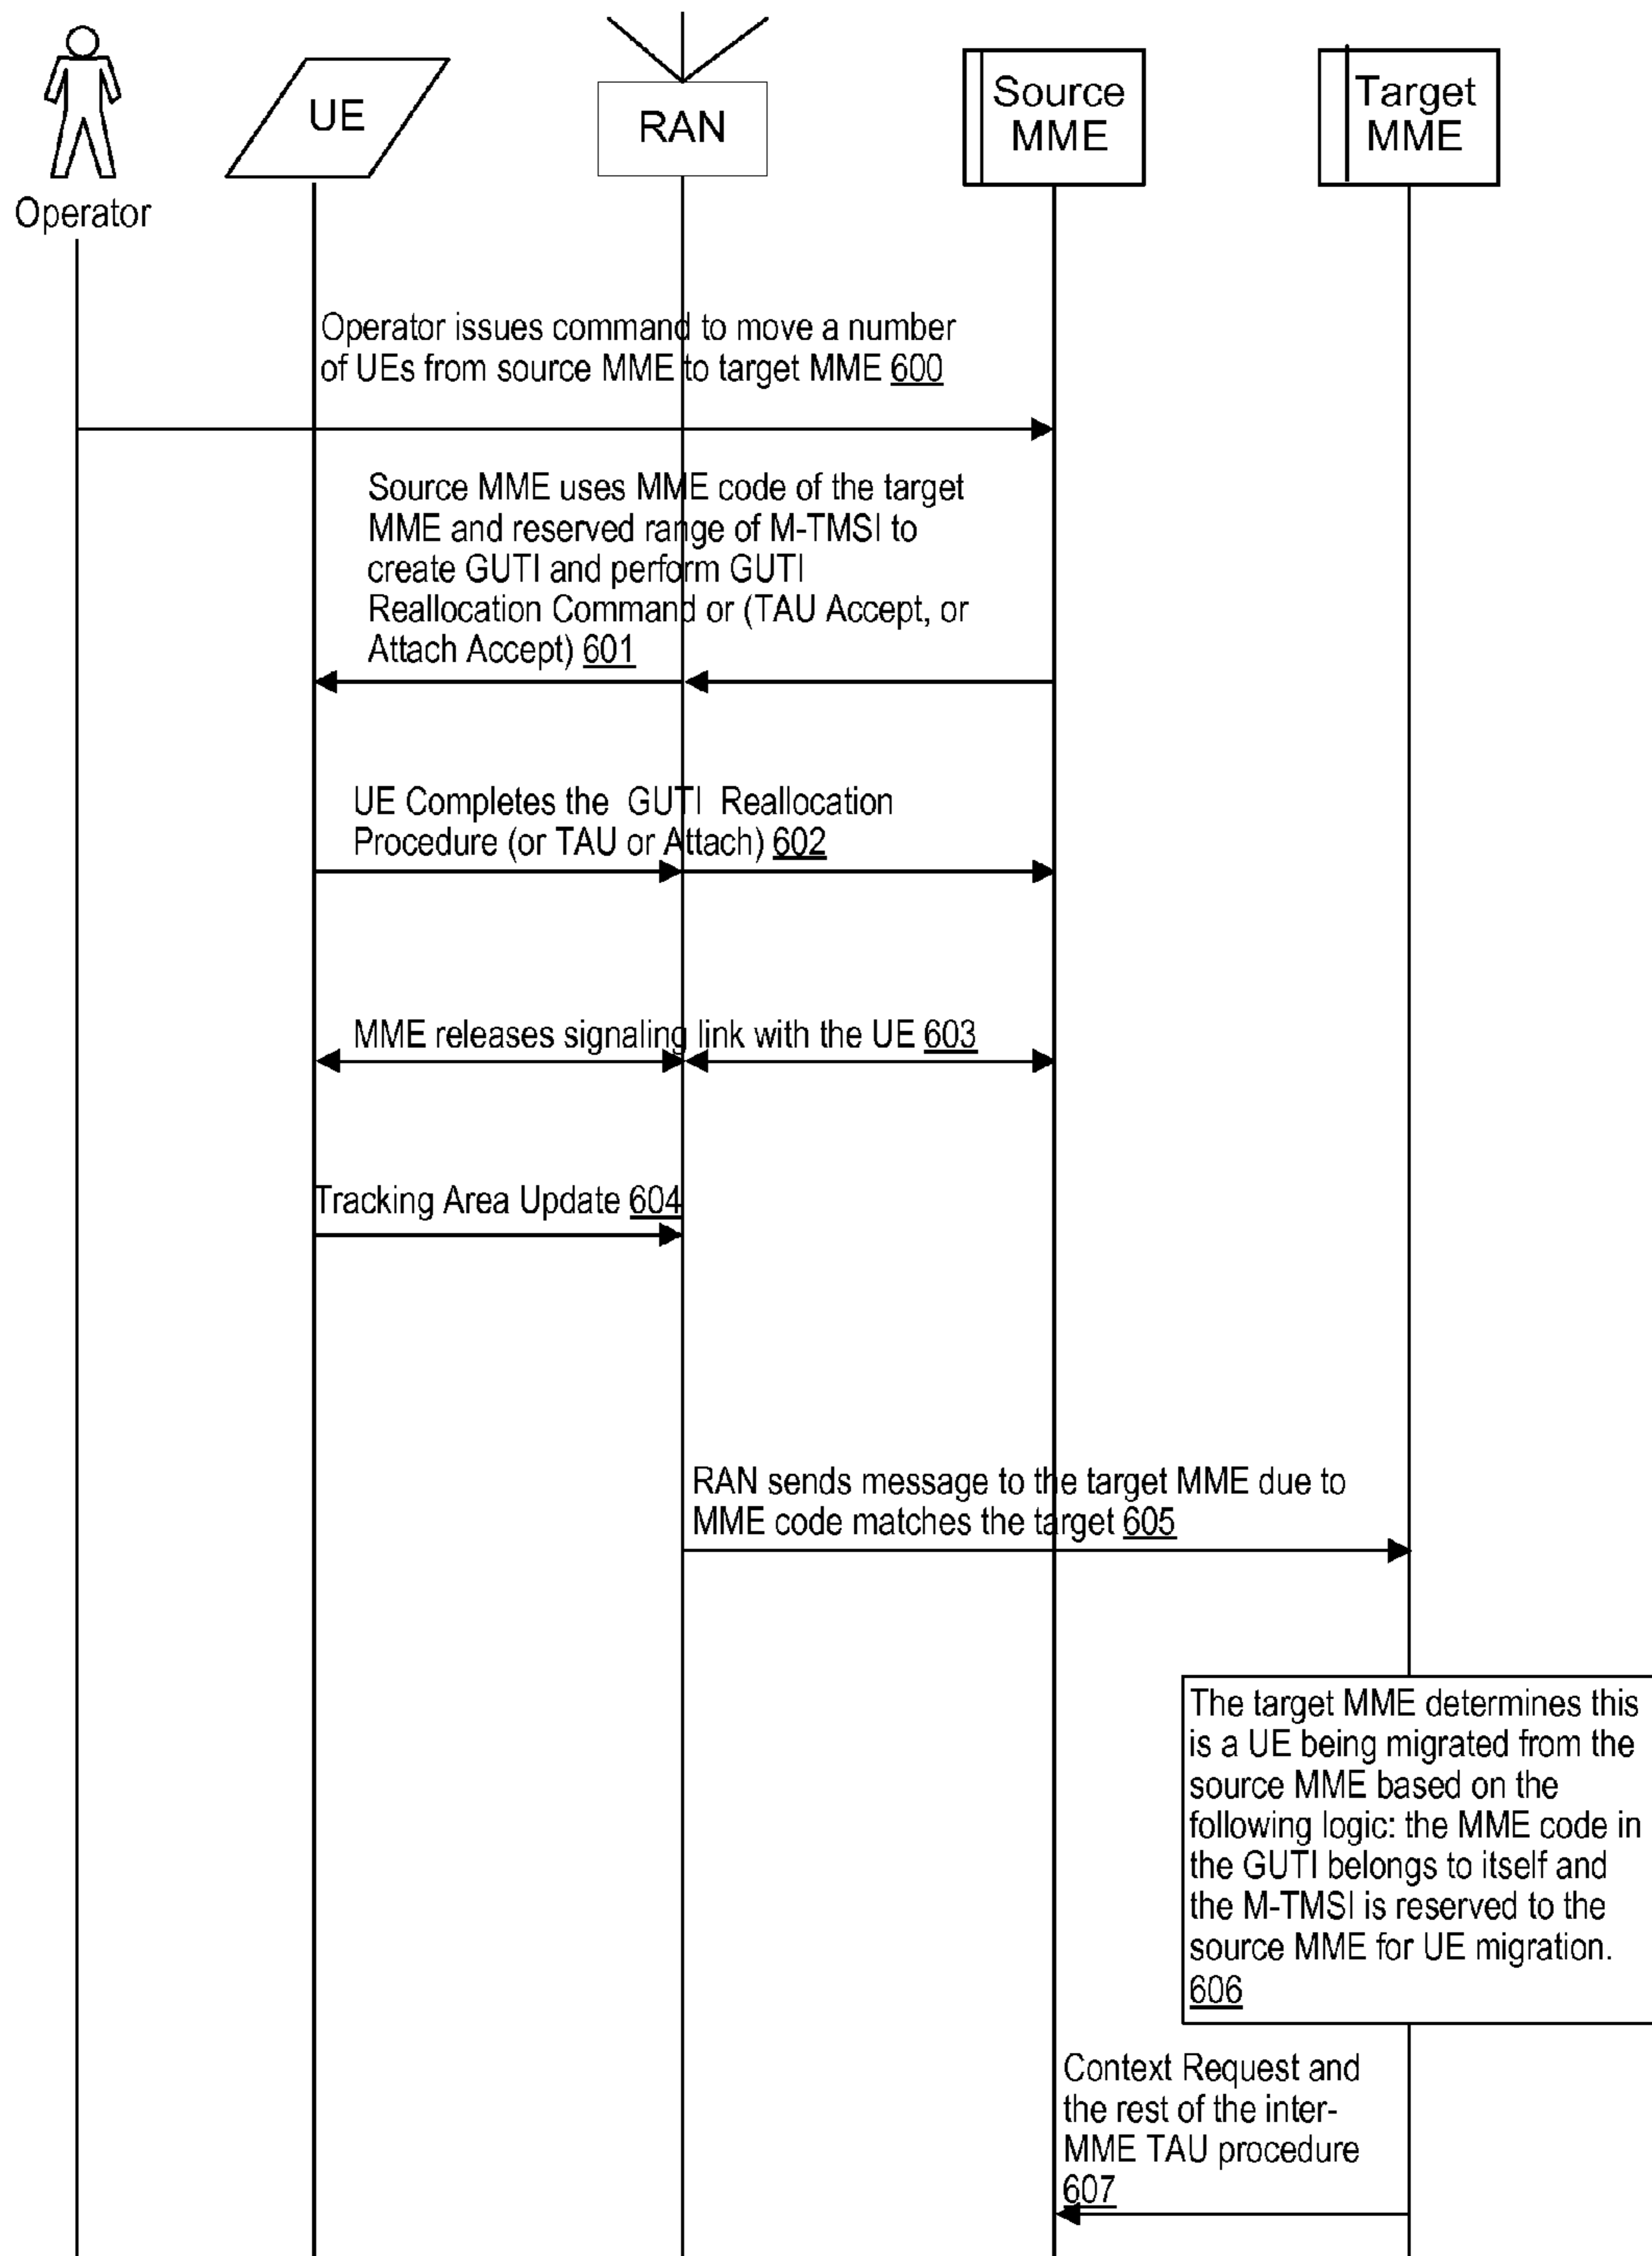 Operator
UE
RAN
Source
MME
Target
MME
Operator issues command to move a number
of UEs from source MME to target MME 600
Source MME uses MME code of the target
MME and reserved range of M-TMSI to
create GUTI and perform GUTI
Reallocation Command or (TAU Accept, or
Attach Accept) 601
UE Completes the GUTI Reallocation
Procedure (or TAU or Attach) 602
MME releases signaling link with the UE 603
Tracking Area Update 604
RAN sends message to the target MME due to
MME code matches the target 605
The target MME determines this
is a UE being migrated from the
source MME based on the
following logic: the MME code in
the GUTI belongs to itself and
the M-TMSI is reserved to the
source MME for UE migration.
606
Context Request and
the rest of the inter-
MME TAU procedure
607